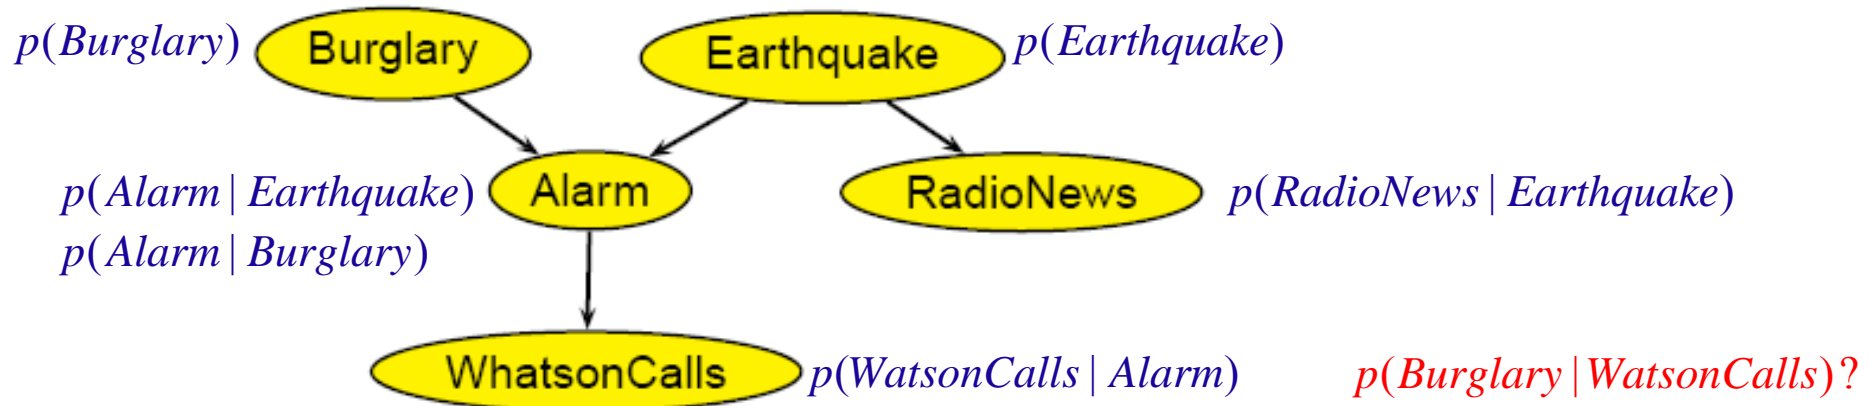 p(Burglary) Burglary Earthquake p(Earthquake)
p(Alarm | Earthquake) Alarm RadioNews p(RadioNews | Earthquake)
p(Alarm | Burglary)
WhatsonCalls p(WatsonCalls | Alarm) p(Burglary | WatsonCalls)?